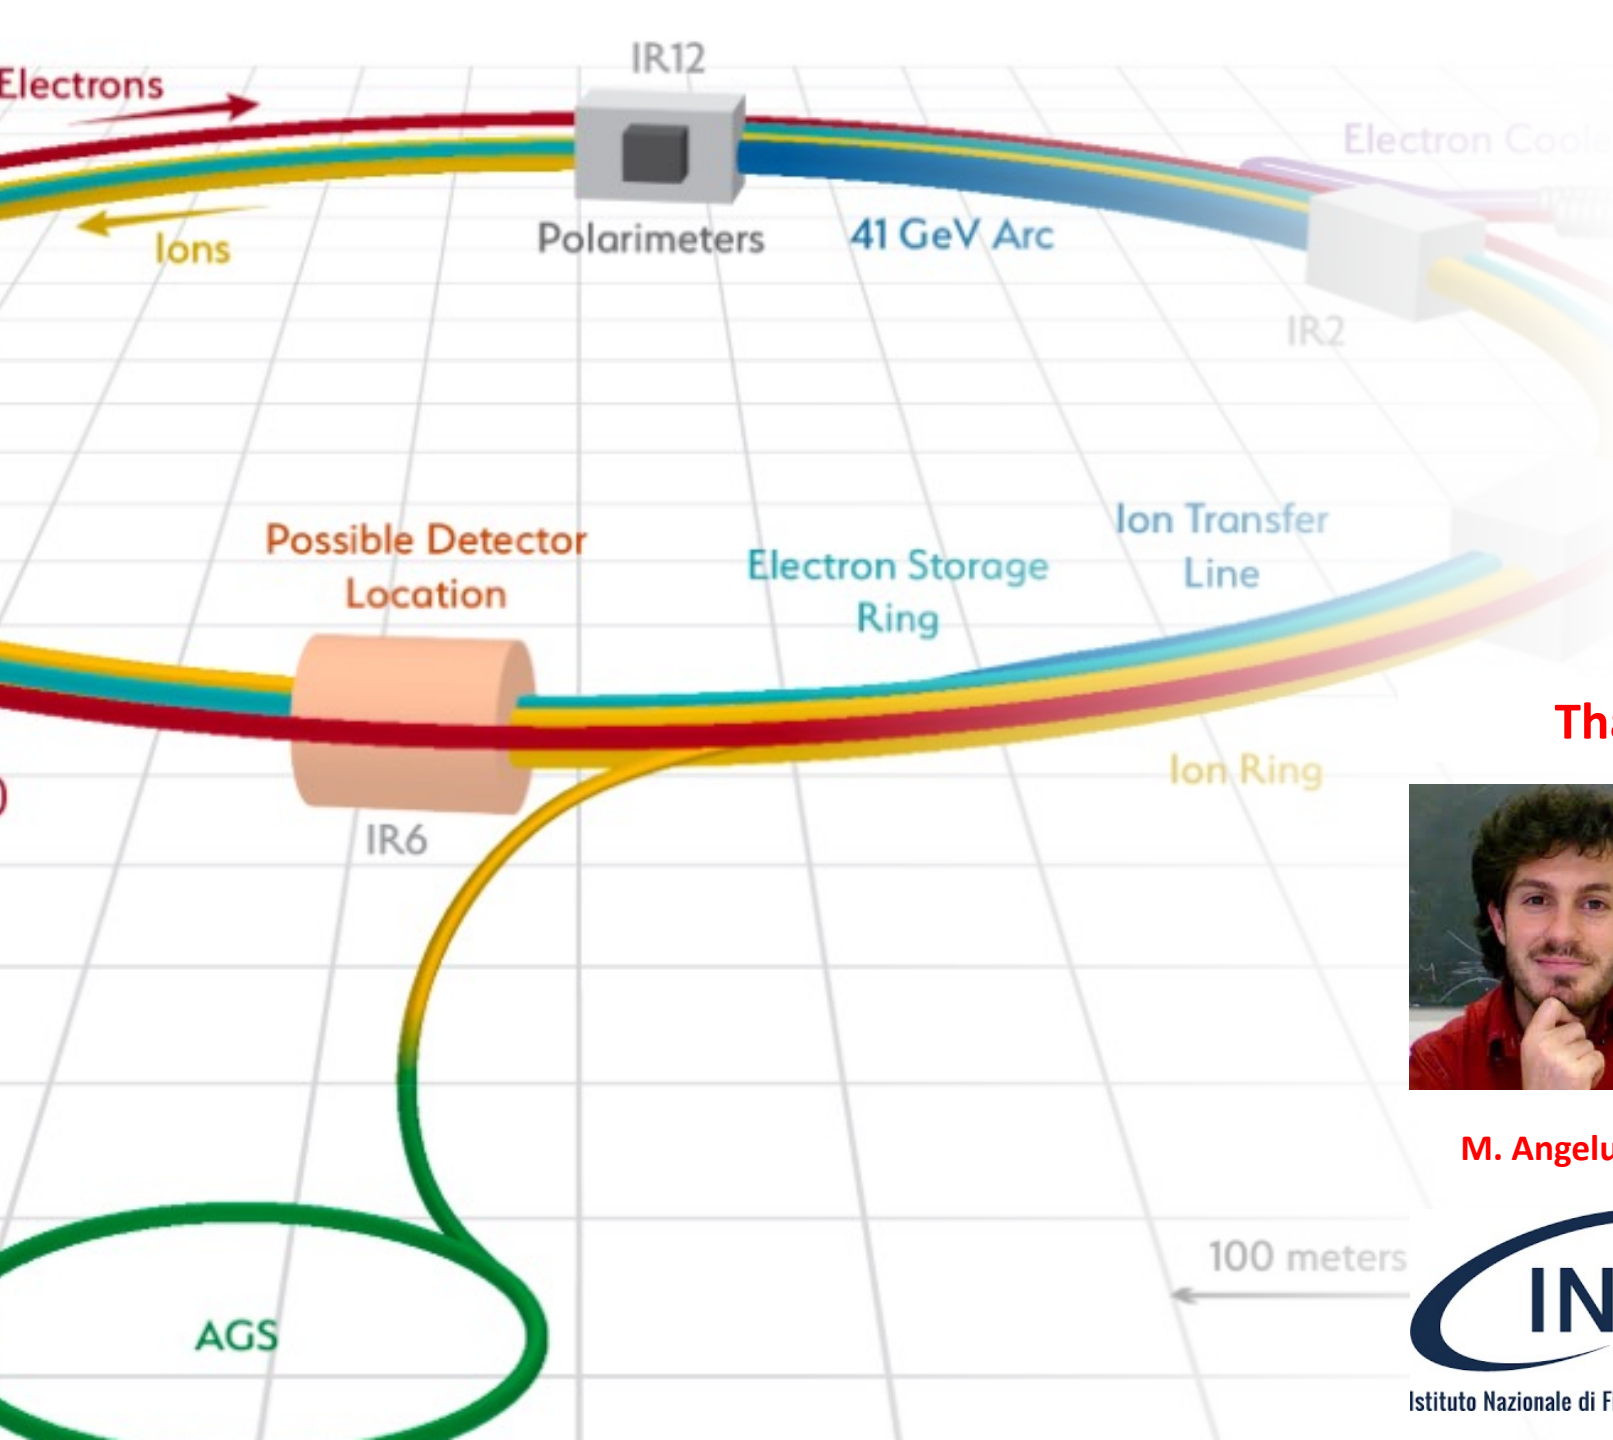 IR12
Electrons
Electron
Ions
Polarimeters
41 GeV Arc
IR2
Possible Detector
Location
Electron Storage
Ring
Ion Transfer
Line
Ion Ring
IR6
M.
100 meters
AGS
Istituto Nazionale di